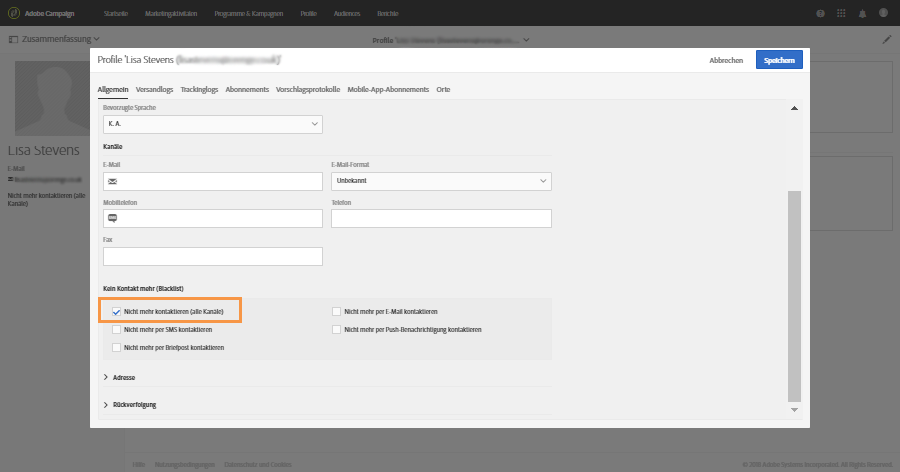 Adobe Campaign Startseite Marketingaktivitäten Programme & Kampagnen Profile Audiences Berichte
Zusammenfassung Profile
Profile 'Lisa Stevens
Abbrechen Speichern
Allgemein Versandlogs Trackinglogs Abonnements Vorschlagsprotokolle Mobile-App-Abonnements Orte
Bevorzugte Sprache
K. A.
Kanäle
E-Mail E-Mail-Format
Unbekannt
Mobiltelefon Telefon
Fax
Kein Kontakt mehr (Blacklist)
Nicht mehr kontaktieren (alle Kanäle) Nicht mehr per E-Mail kontaktieren
Nicht mehr per SMS kontaktieren Nicht mehr per Push-Benachrichtigung kontaktieren
Nicht mehr per Briefpost kontaktieren
Adresse
Rückverfolgung
Lisa Stevens
E-Mail
Nicht mehr kontaktieren (alle
Kanäle)
Hilfe Nutzungsbedingungen Datenschutz und Cookies
Adobe Systems Incorporated. All Rights Reserved.